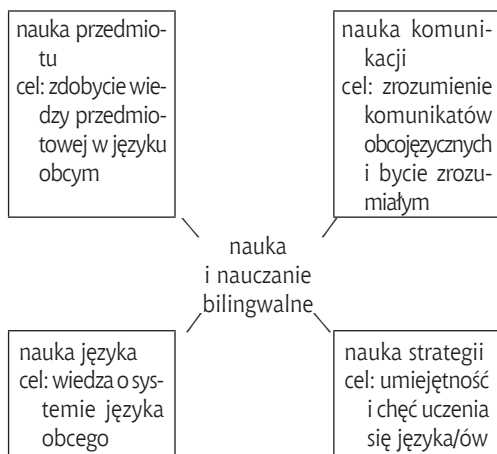 nauka przedmio-
tu
cel: zdobycie wie-
dzy przedmio-
towej w języku
obcym
nauka komuni-
kacji
cel: zrozumienie
komunikatów
obcojęzycznych
i bycie zrozu-
miałym
nauka
i nauczanie
bilingwalne
nauka języka
cel: wiedza o sys-
temie języka
obcego
nauka strategii
cel: umiejętność
i chęć uczenia
się języka/ów